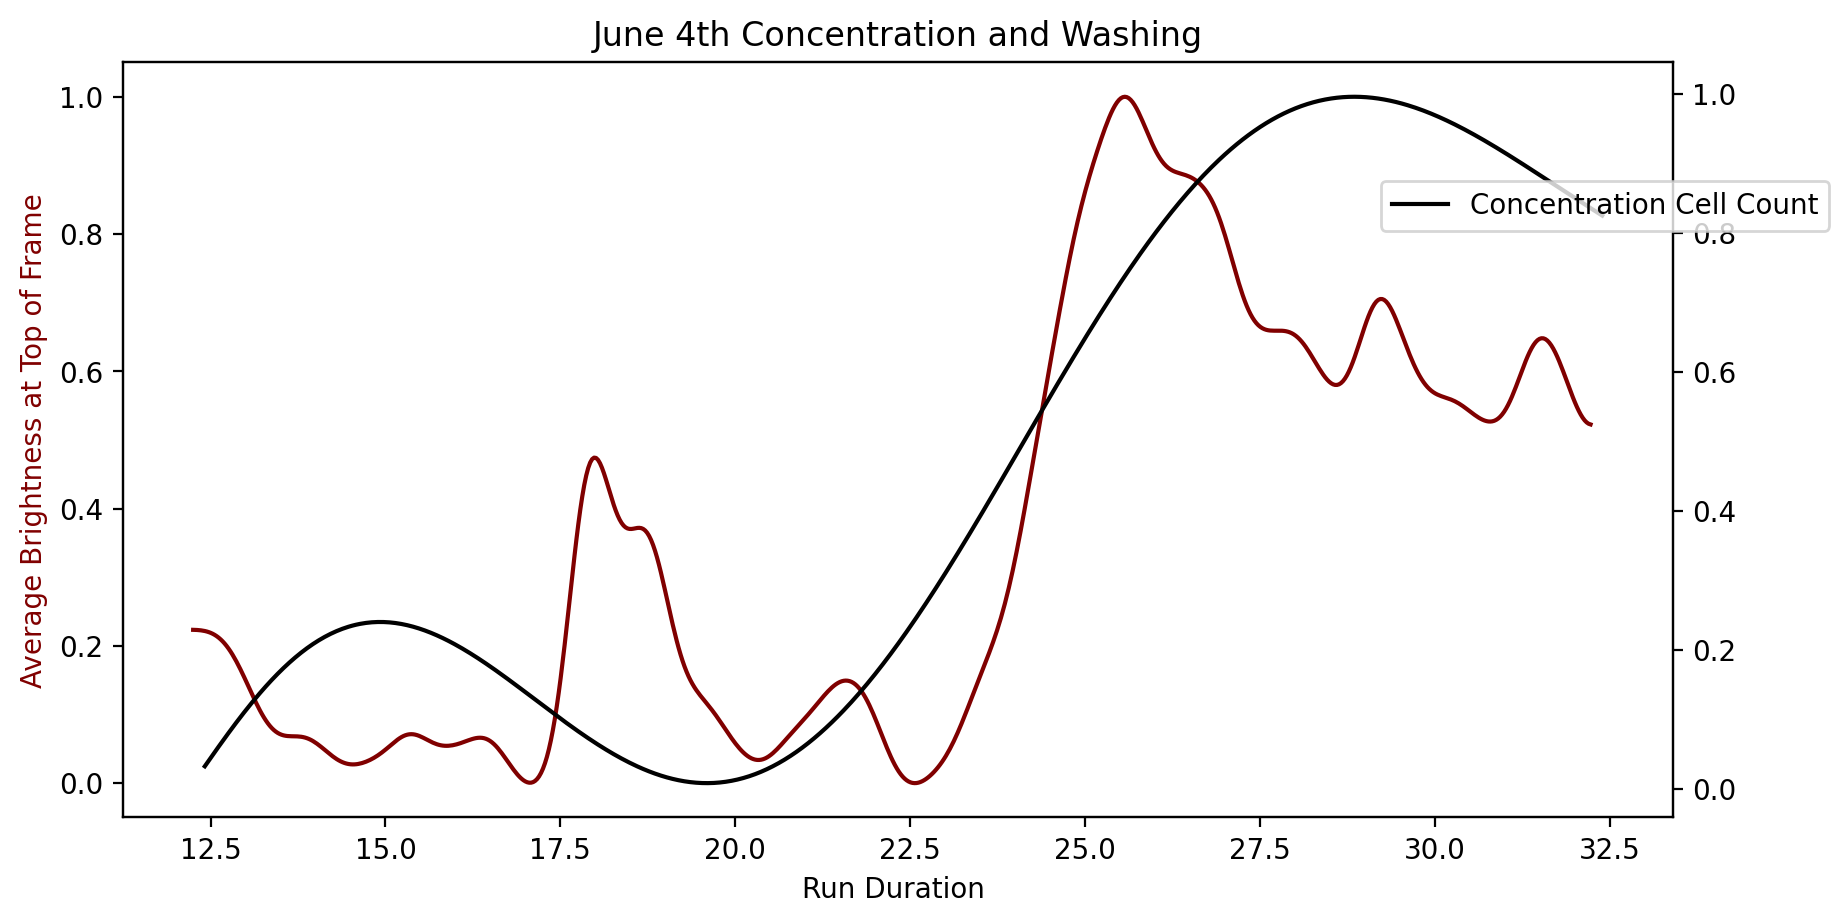 June 4th Concentration and Washing
Average Brightness at Top of Frame
1.0
0.8
0.6
0.4
0.2
0.0
1.0
0.8
0.6
0.4
0.2
0.0
Concentration Cell Count
12.5 15.0 17.5 20.0 22.5 25.0 27.5 30.0 32.5
Run Duration